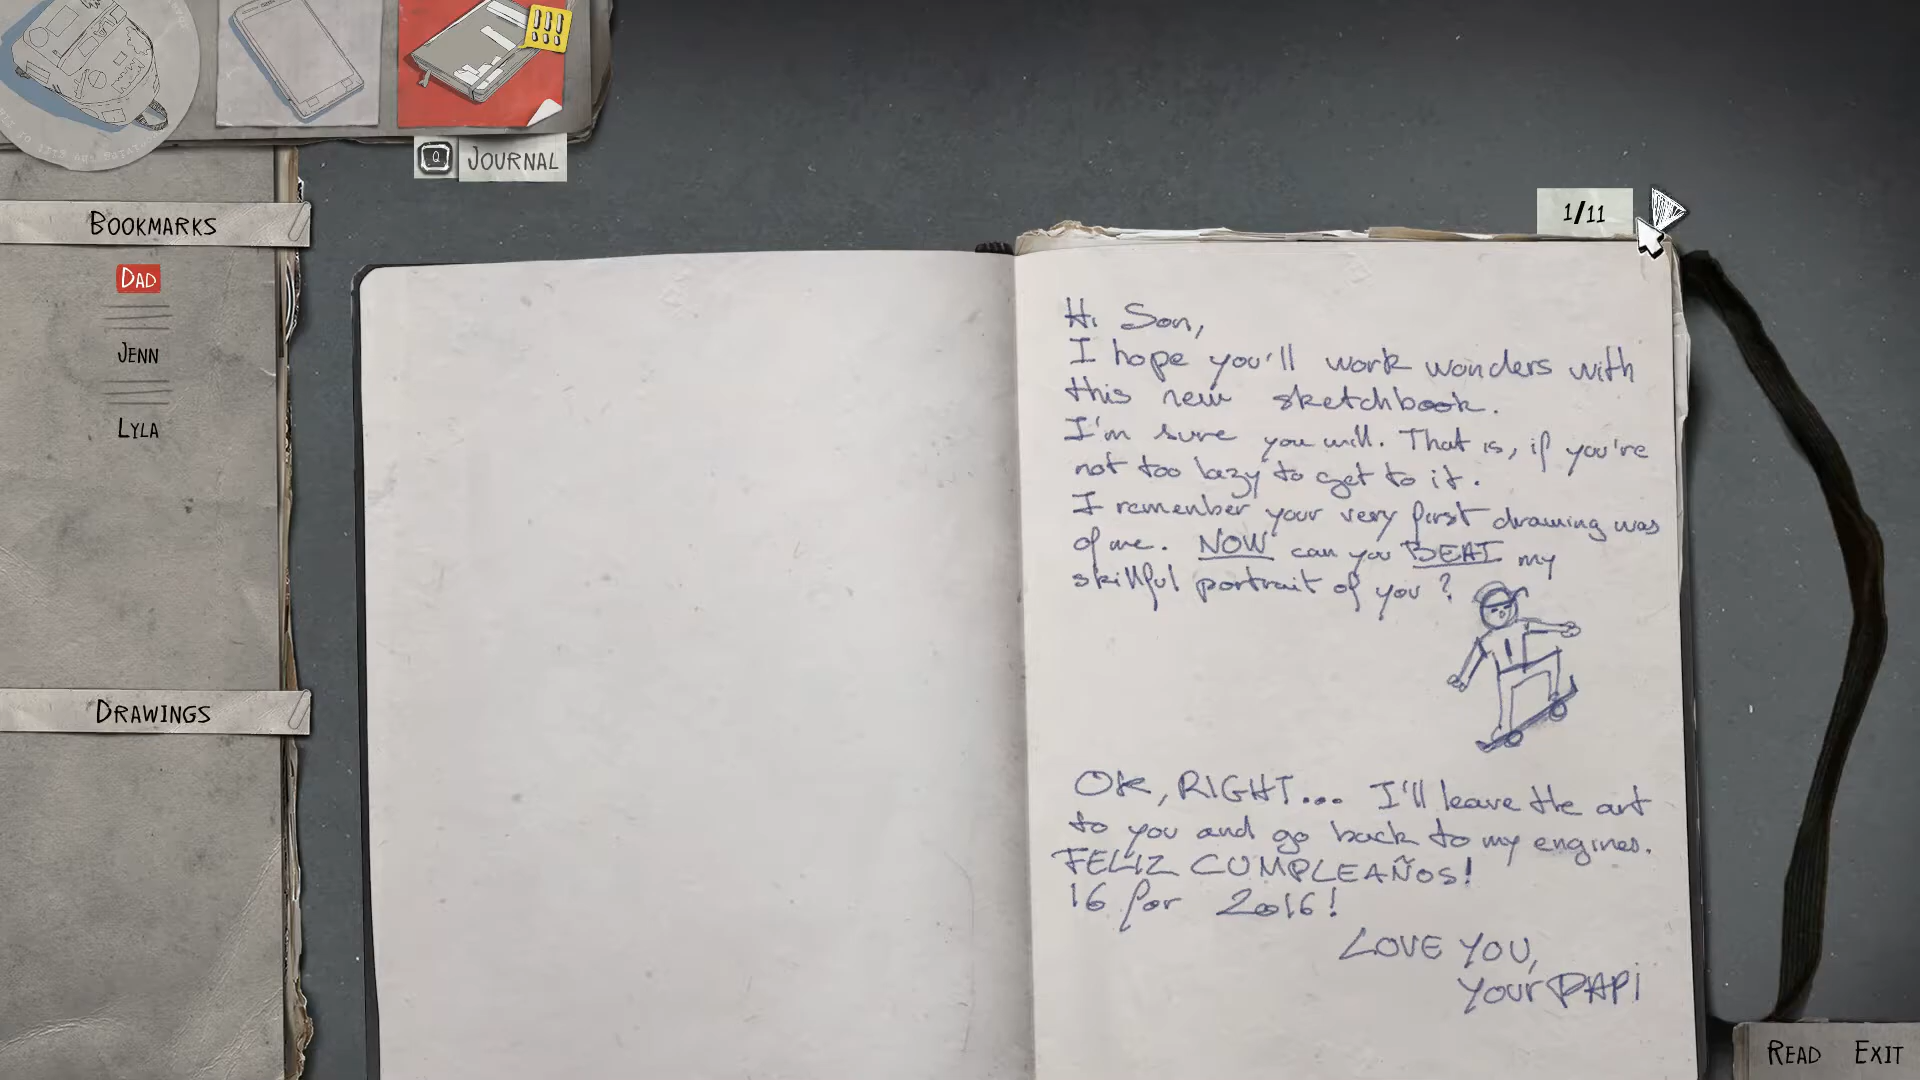 Q JOURNAL
1/11
BOOKMARKS
DAD
JENN
LYLA
DRAWINGS
Hi Son,
I hope you'll work wonders with
this new sketchbook.
I'm sure you will. That is, if you're
not too lazy to get to it.
I remember your very first drawing was
of me. NOW can you BEAT my
skillful portrait of you?
OK, RIGHT... I'll leave the art
to you and go back to my engines.
FELIZ CUMPLEAÑOS!
16 for 2016!
LOVE YOU,
Your PAPi
READ EXIT